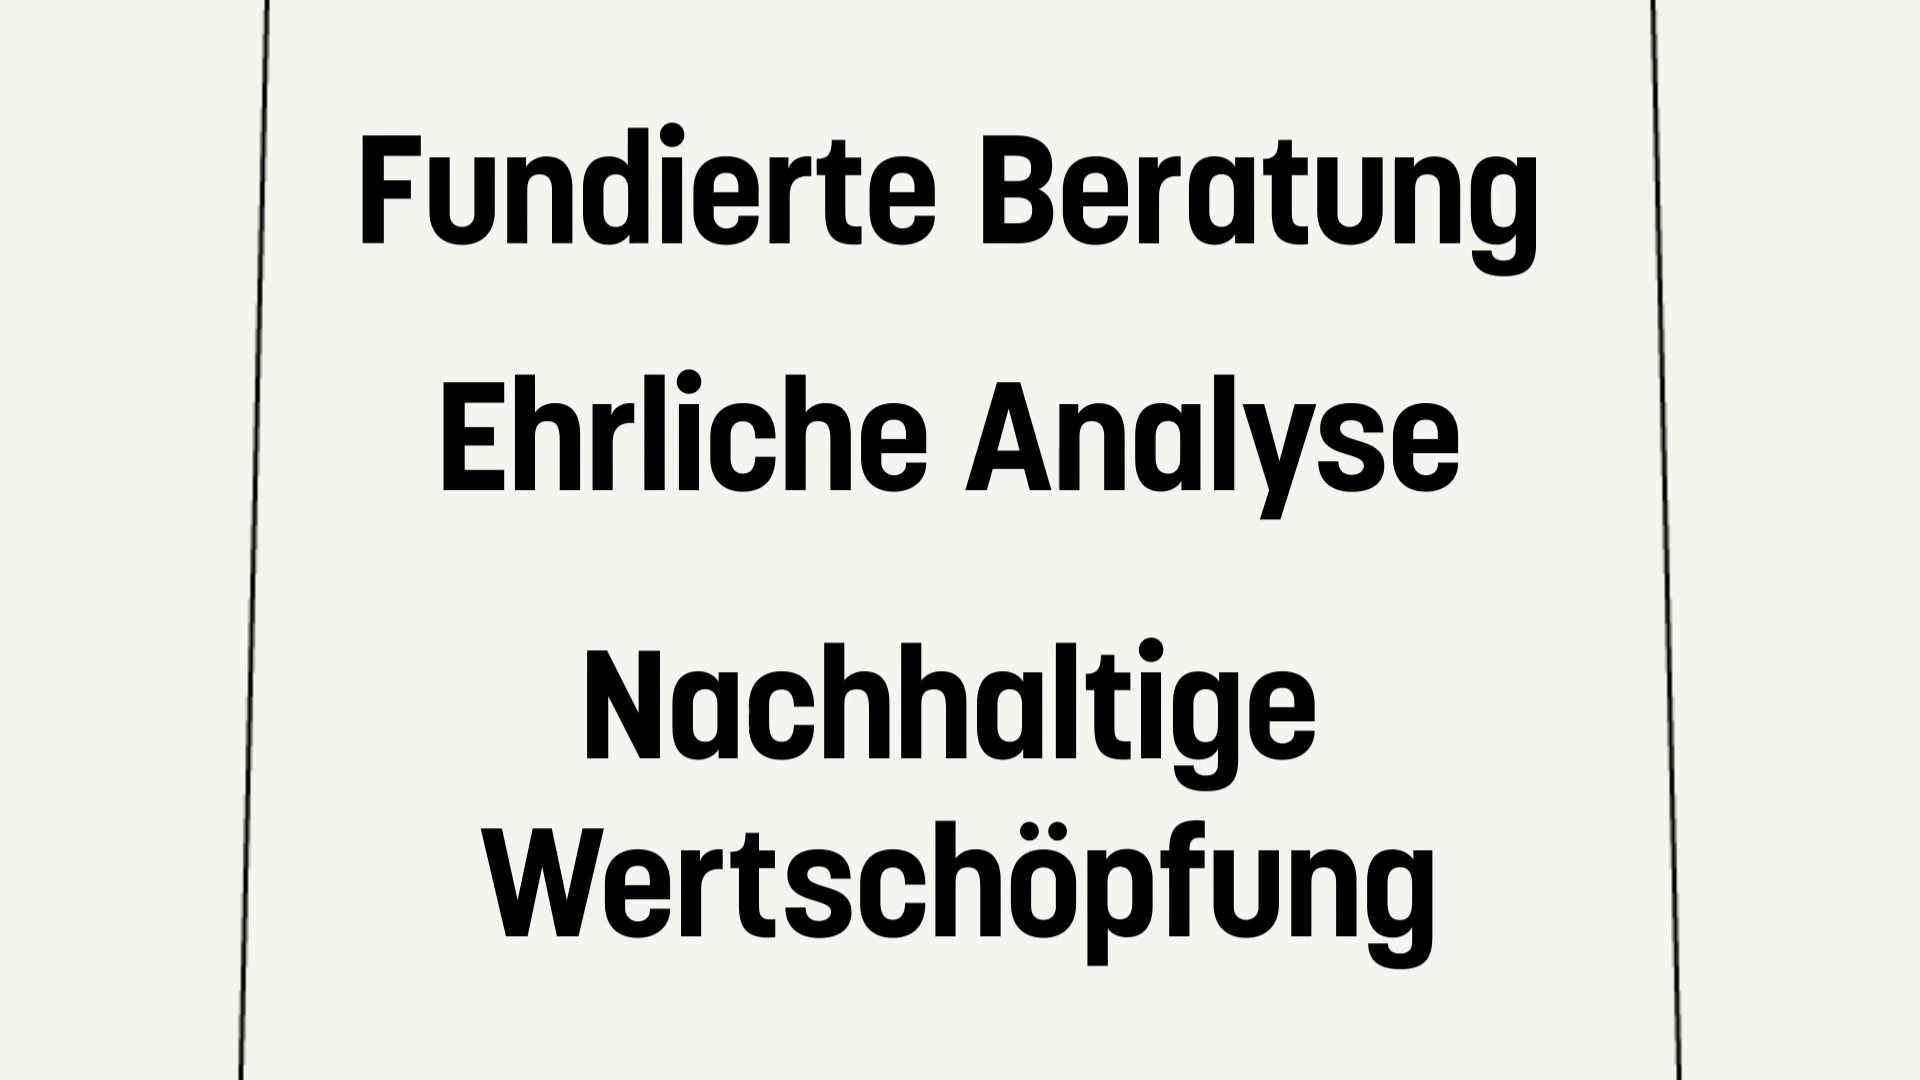 Fundierte Beratung
Ehrliche Analyse
Nachhaltige
Wertschöpfung